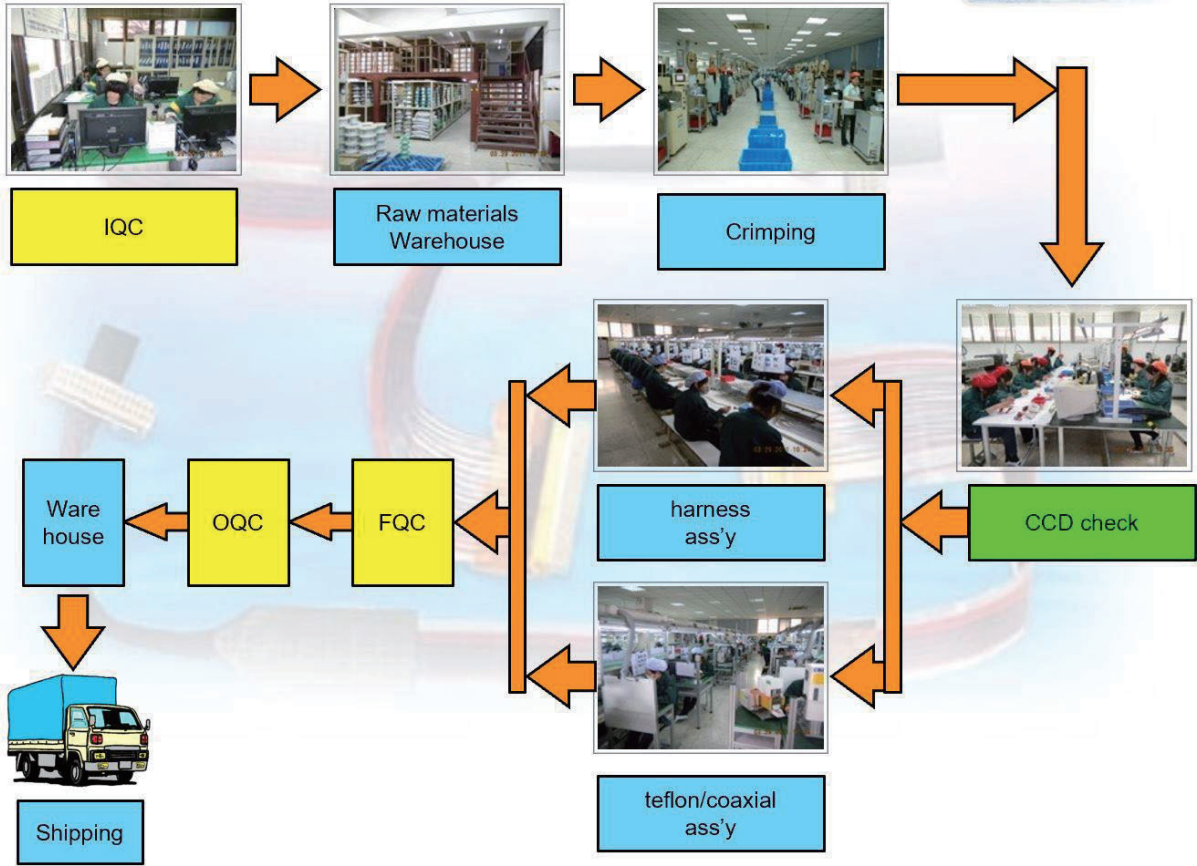 IQC
Raw materials
Warehouse
Crimping
CCD check
harness
ass'y
teflon/coaxial
ass'y
FQC
OQC
Ware
house
Shipping